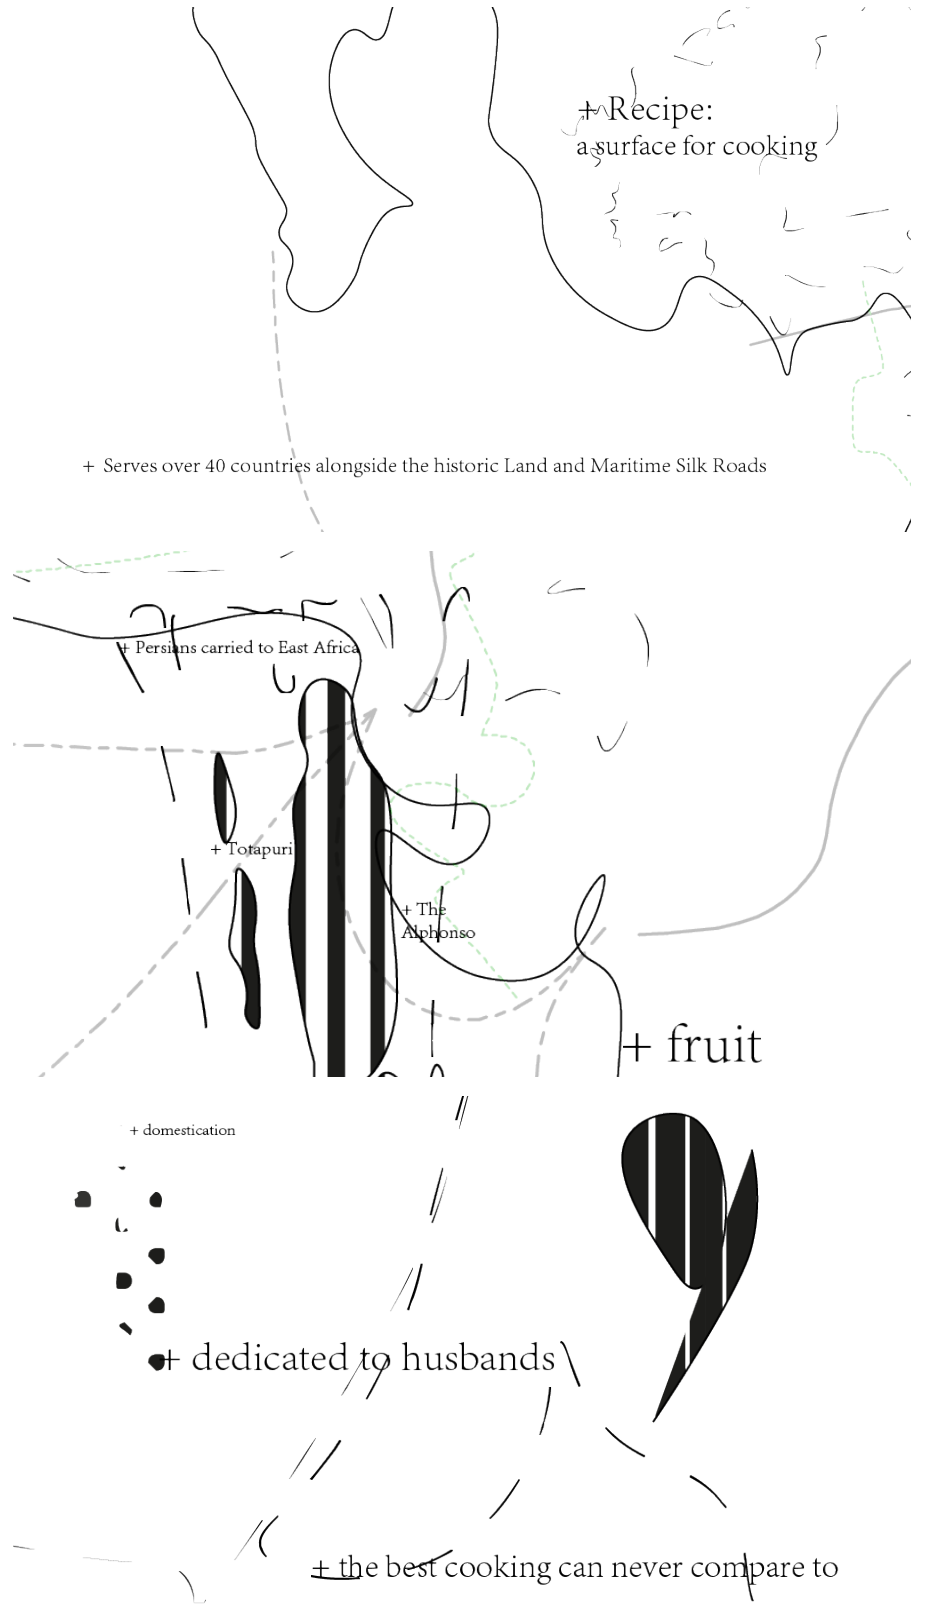 + Recipe:
a surface for cooking
+ Serves over 40 countries alongside the historic Land and Maritime Silk Roads
+ Persians carried to East Africa
+ Totapuri
+ The
Alphonso
+ fruit
+ domestication
+ dedicated to husbands
+ the best cooking can never compare to